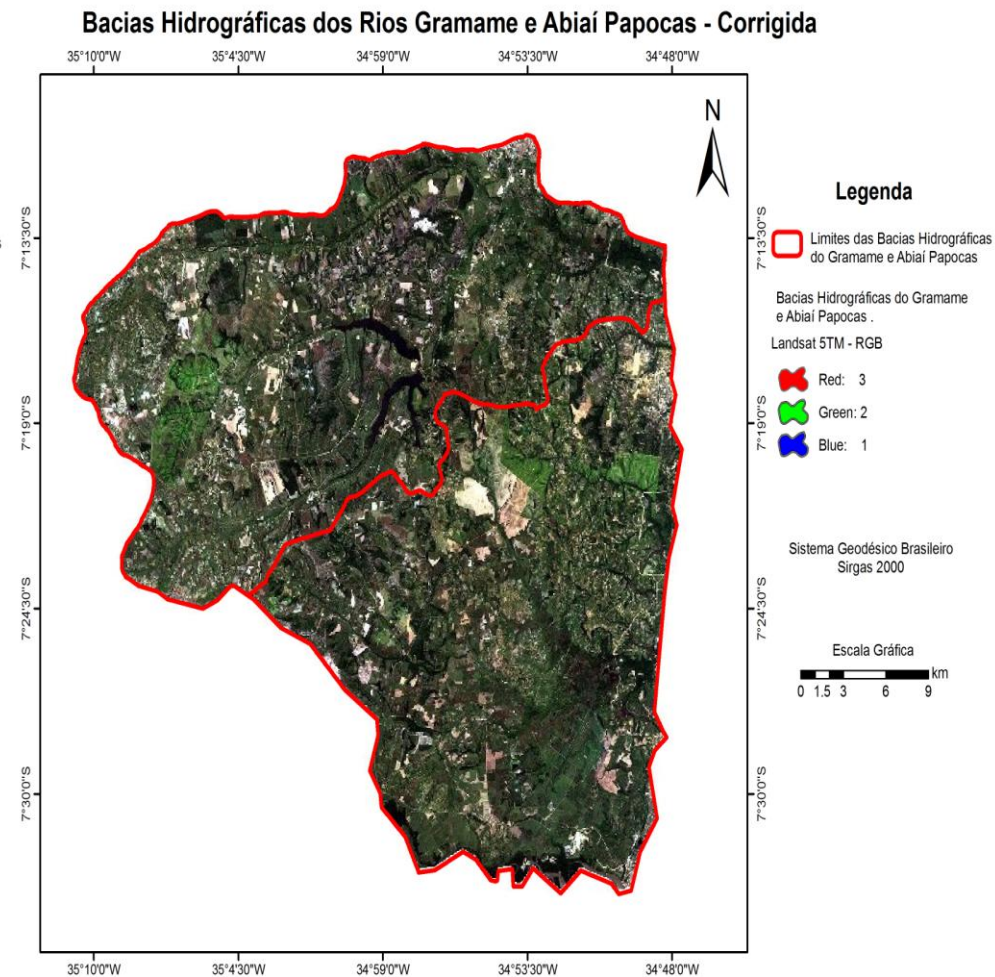 Bacias Hidrográficas dos Rios Gramame e Abiaí Papocas - Corrigida
35°10'0"W 35°4'30"W 34°59'0"W 34°53'30"W 34°48'0"W
N
7°13'30"S 7°13'30"S
7°19'0"S 7°19'0"S
7°24'30"S 7°24'30"S
7°30'0"S 7°30'0"S
35°10'0"W 35°4'30"W 34°59'0"W 34°53'30"W 34°48'0"W
Legenda
Limites das Bacias Hidrográficas
do Gramame e Abiaí Papocas
Bacias Hidrográficas do Gramame
e Abiaí Papocas .
Landsat 5TM - RGB
Red: 3
Green: 2
Blue: 1
Sistema Geodésico Brasileiro
Sirgas 2000
Escala Gráfica
km
0 1.5 3 6 9